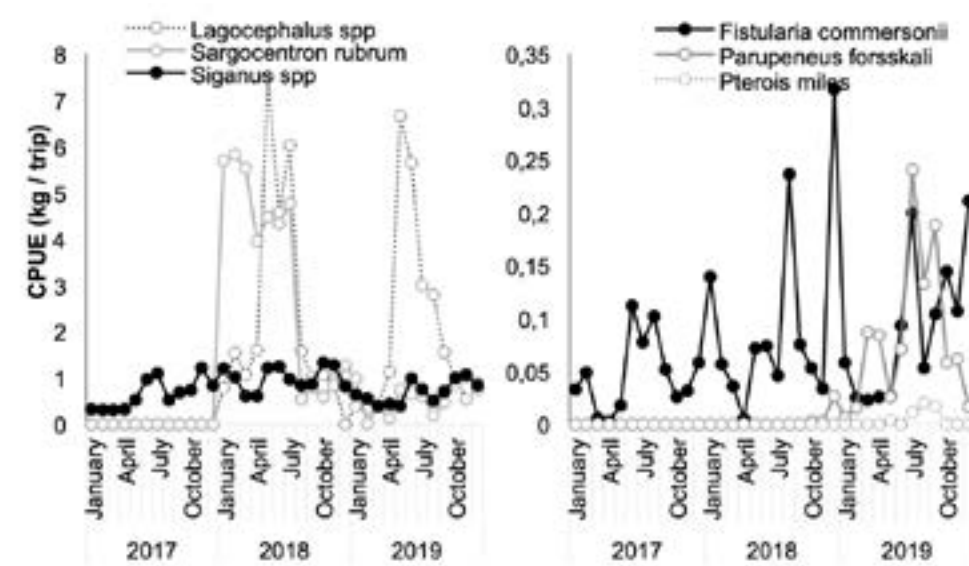 Lagocephalus spp
Sargocentron rubrum
Siganus spp
CPUE (kg / trip)
8
7
6
5
4
3
2
1
0
January
April
July
October
January
April
July
October
January
April
July
October
2017
2018
2019
Fistularia commersonii
Parupeneus forsskali
Pterois miles
0,35
0,3
0,25
0,2
0,15
0,1
0,05
0
January
April
July
October
January
April
July
October
January
April
July
October
2017
2018
2019